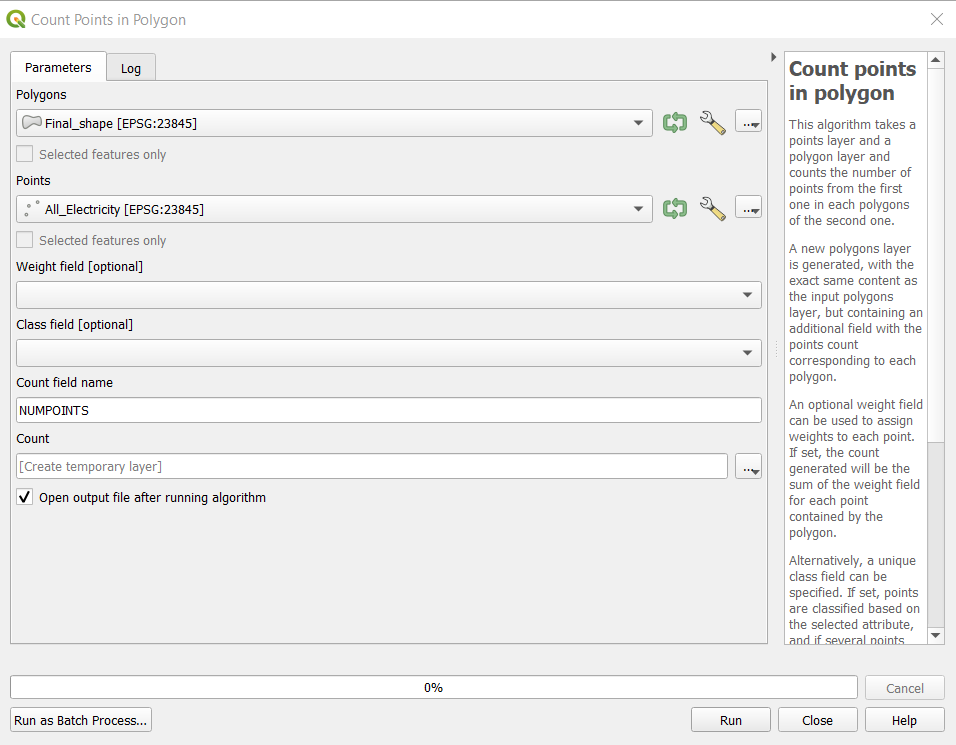 Count Points in Polygon
Parameters
Log
Polygons
Final_shape [EPSG:23845]
...
Selected features only
Points
All_Electricity [EPSG:23845]
...
Selected features only
Weight field [optional]
Class field [optional]
Count field name
NUMPOINTS
Count
[Create temporary layer]
...
Open output file after running algorithm
Count points
in polygon
This algorithm takes a
points layer and a
polygon layer and
counts the number of
points from the first
one in each polygons
of the second one.
A new polygons layer
is generated, with the
exact same content as
the input polygons
layer, but containing an
additional field with the
points count
corresponding to each
polygon.
An optional weight field
can be used to assign
weights to each point.
If set, the count
generated will be the
sum of the weight field
for each point
contained by the
polygon.
Alternatively, a unique
class field can be
specified. If set, points
are classified based on
the selected attribute,
and if several points
0%
Cancel
Run as Batch Process...
Run
Close
Help